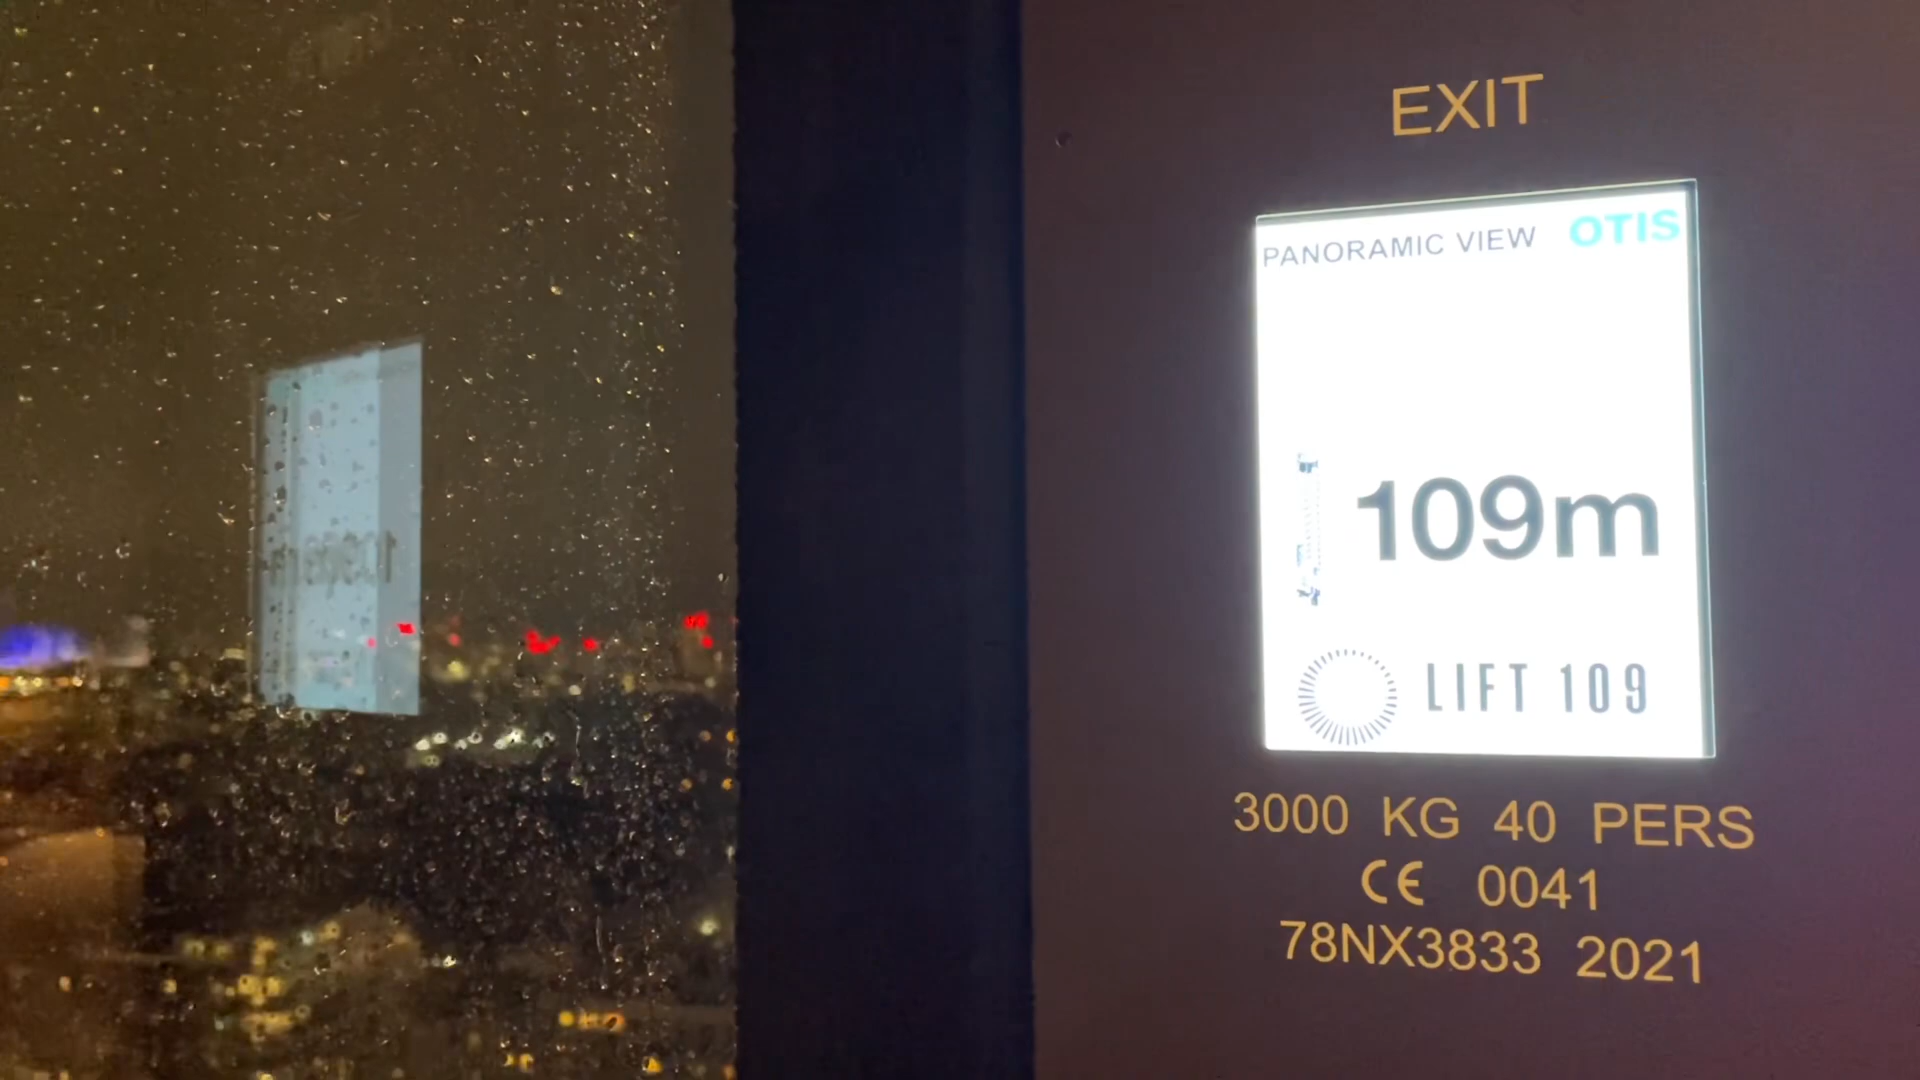 EXIT
PANORAMIC VIEW OTIS
109m
LIFT 109
3000 KG 40 PERS
CE 0041
78NX3833 2021